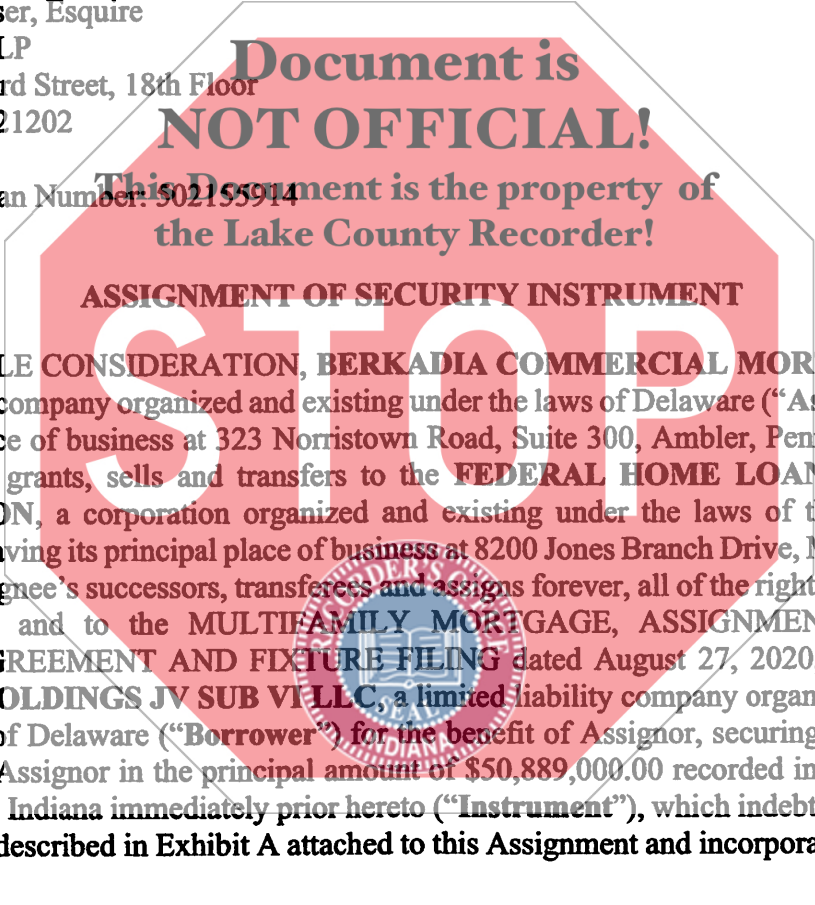 ser, Esquire
LP
rd Street, 18th Floor
21202
an Number: 502155914
Document is
NOT OFFICIAL!
This Document is the property of
the Lake County Recorder!
ASSIGNMENT OF SECURITY INSTRUMENT
STOP
LE CONSIDERATION, BERKADIA COMMERCIAL MOR
company organized and existing under the laws of Delaware (“As
ce of business at 323 Norristown Road, Suite 300, Ambler, Pen
grants, sells and transfers to the FEDERAL HOME LOAN
ON, a corporation organized and existing under the laws of t
ving its principal place of business at 8200 Jones Branch Drive,
gnee’s successors, transferees and assigns forever, all of the right
and to the MULTIFAMILY MORTGAGE, ASSIGNMEN
GREEMENT AND FIXTURE FILING dated August 27, 2020
OLDINGS JV SUB VI LLC, a limited liability company organ
of Delaware (“Borrower”) for the benefit of Assignor, securing
Assignor in the principal amount of $50,889,000.00 recorded in
Indiana immediately prior hereto (“Instrument”), which indebt
described in Exhibit A attached to this Assignment and incorpora
RECORDER'S
SEAL
INDIANA